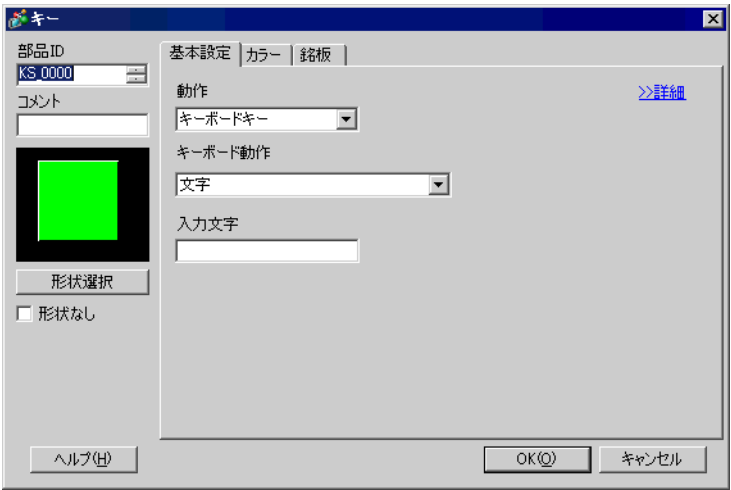 キー
部品ID
KS_0000
コメント
形状選択
形状なし
基本設定
カラー
銘板
動作
>>詳細
キーボードキー
キーボード動作
文字
入力文字
ヘルプ(H)
OK(O)
キャンセル